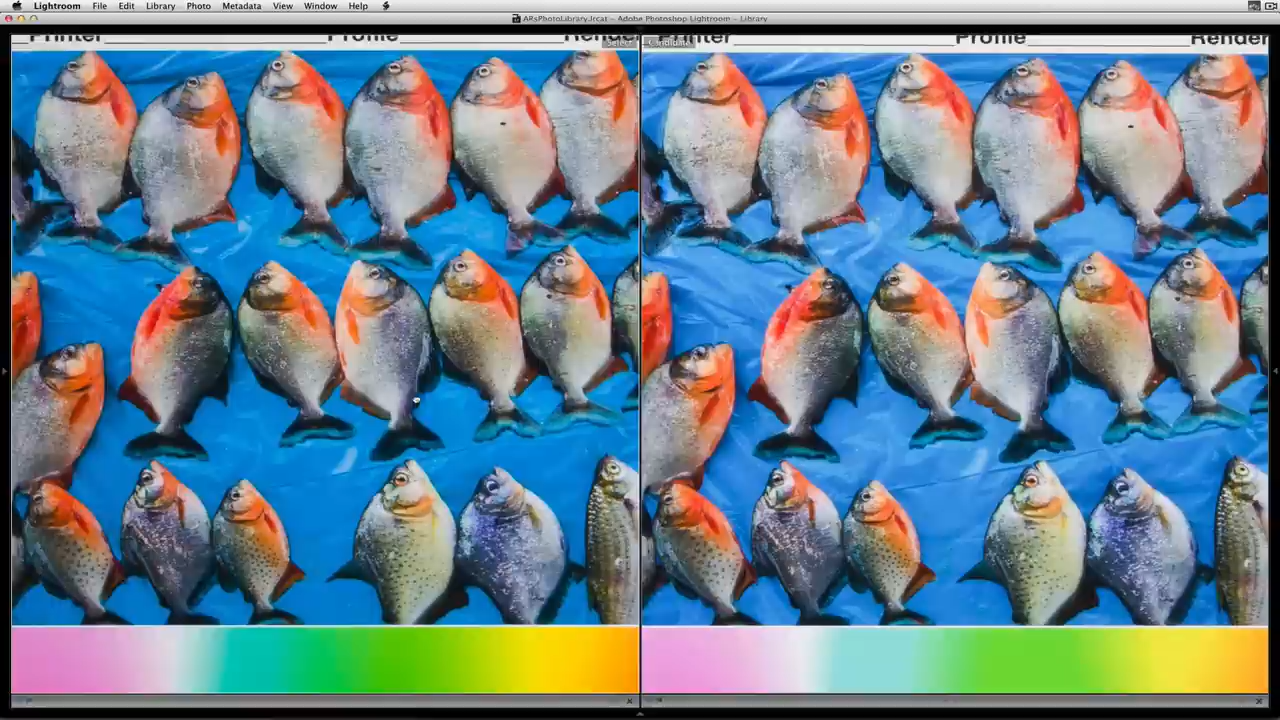 Lightroom File Edit Library Photo Metadata View Window Help
ARsPhotoLibrary.lrcat – Adobe Photoshop Lightroom – Library
Printer Profile Render
Select
Candidate
Printer Profile Render